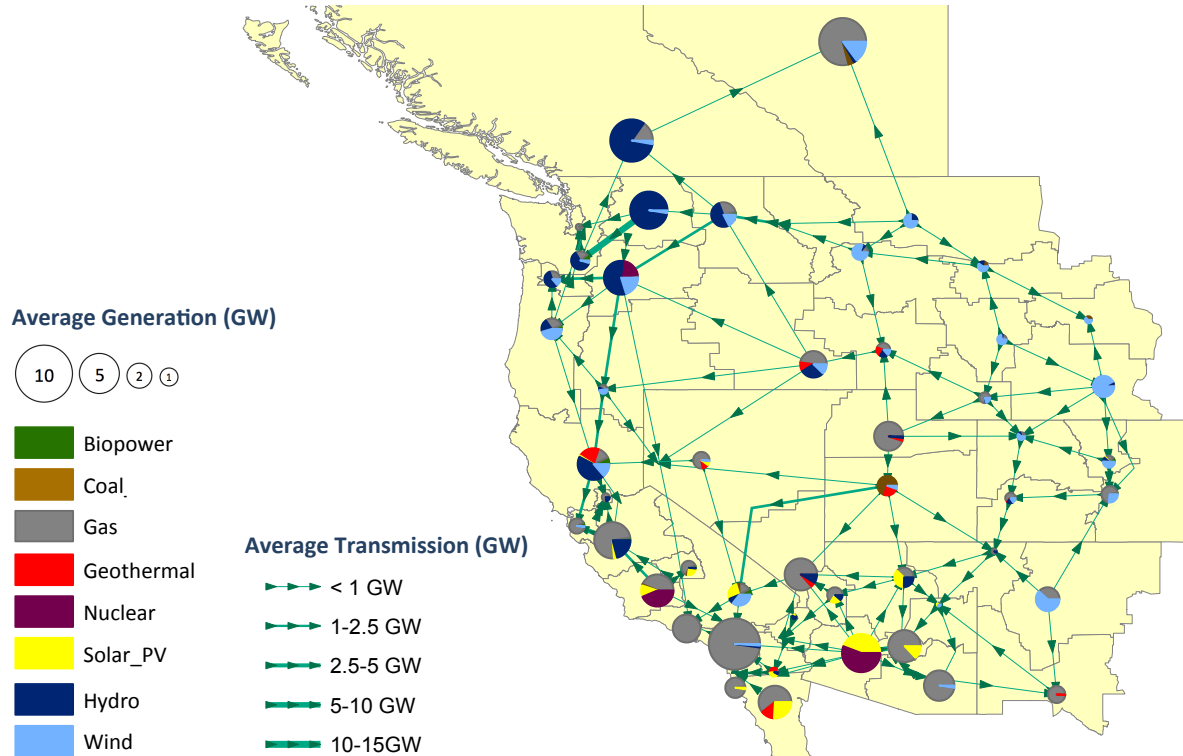 Average Generation (GW)
10 5 2 1
Biopower
Coal
Gas
Geothermal
Nuclear
Solar_PV
Hydro
Wind
Average Transmission (GW)
< 1 GW
1-2.5 GW
2.5-5 GW
5-10 GW
10-15GW